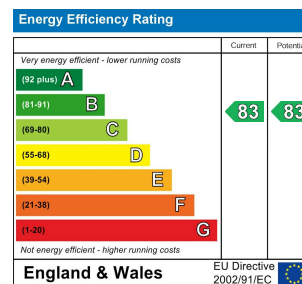 Energy Efficiency Rating
Current Potentia
Very energy efficient - lower running costs
(92 plus) A
(81-91) B
83 83
(69-80) C
(55-68) D
(39-54) E
(21-38) F
(1-20) G
Not energy efficient - higher running costs
England & Wales
EU Directive
2002/91/EC